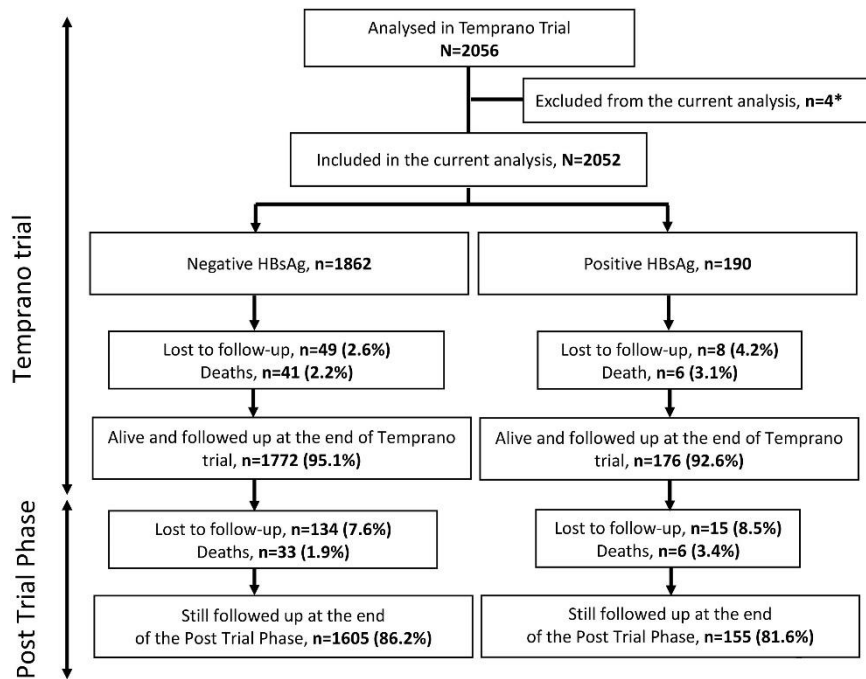 Analysed in Temprano Trial
N=2056
Excluded from the current analysis, n=4*
Included in the current analysis, N=2052
Temprano trial
Negative HBsAg, n=1862
Positive HBsAg, n=190
Lost to follow-up, n=49 (2.6%)
Deaths, n=41 (2.2%)
Lost to follow-up, n=8 (4.2%)
Death, n=6 (3.1%)
Alive and followed up at the end of Temprano
trial, n=1772 (95.1%)
Alive and followed up at the end of Temprano
trial, n=176 (92.6%)
Post Trial Phase
Lost to follow-up, n=134 (7.6%)
Deaths, n=33 (1.9%)
Lost to follow-up, n=15 (8.5%)
Deaths, n=6 (3.4%)
Still followed up at the end
of the Post Trial Phase, n=1605 (86.2%)
Still followed up at the end
of the Post Trial Phase, n=155 (81.6%)